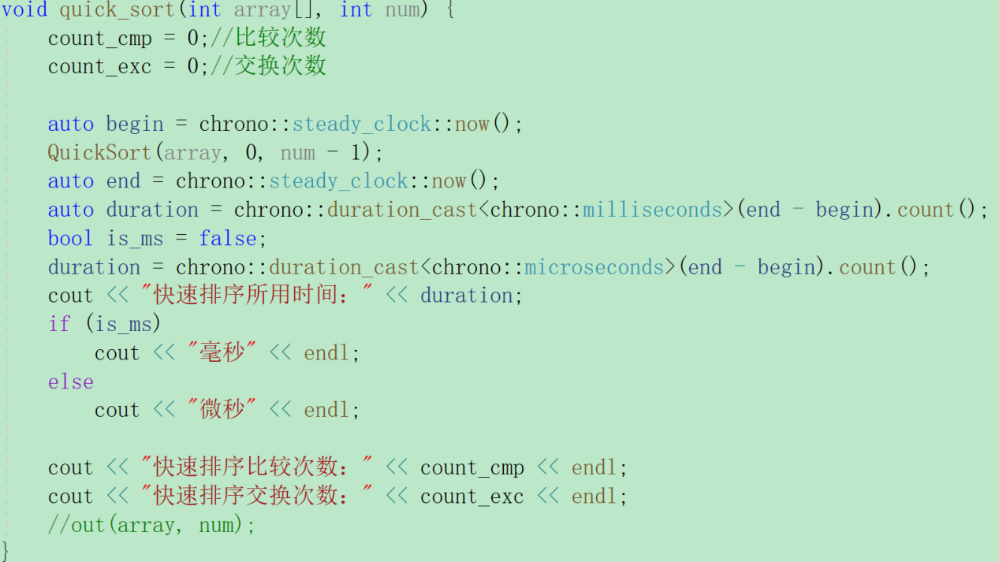 void quick_sort(int array[], int num) {
    count_cmp = 0;//比较次数
    count_exc = 0;//交换次数
    auto begin = chrono::steady_clock::now();
    QuickSort(array, 0, num - 1);
    auto end = chrono::steady_clock::now();
    auto duration = chrono::duration_cast<chrono::milliseconds>(end - begin).count();
    bool is_ms = false;
    duration = chrono::duration_cast<chrono::microseconds>(end - begin).count();
    cout << "快速排序所用时间：" << duration;
    if (is_ms)
        cout << "毫秒" << endl;
    else
        cout << "微秒" << endl;
    cout << "快速排序比较次数：" << count_cmp << endl;
    cout << "快速排序交换次数：" << count_exc << endl;
    //out(array, num);
}